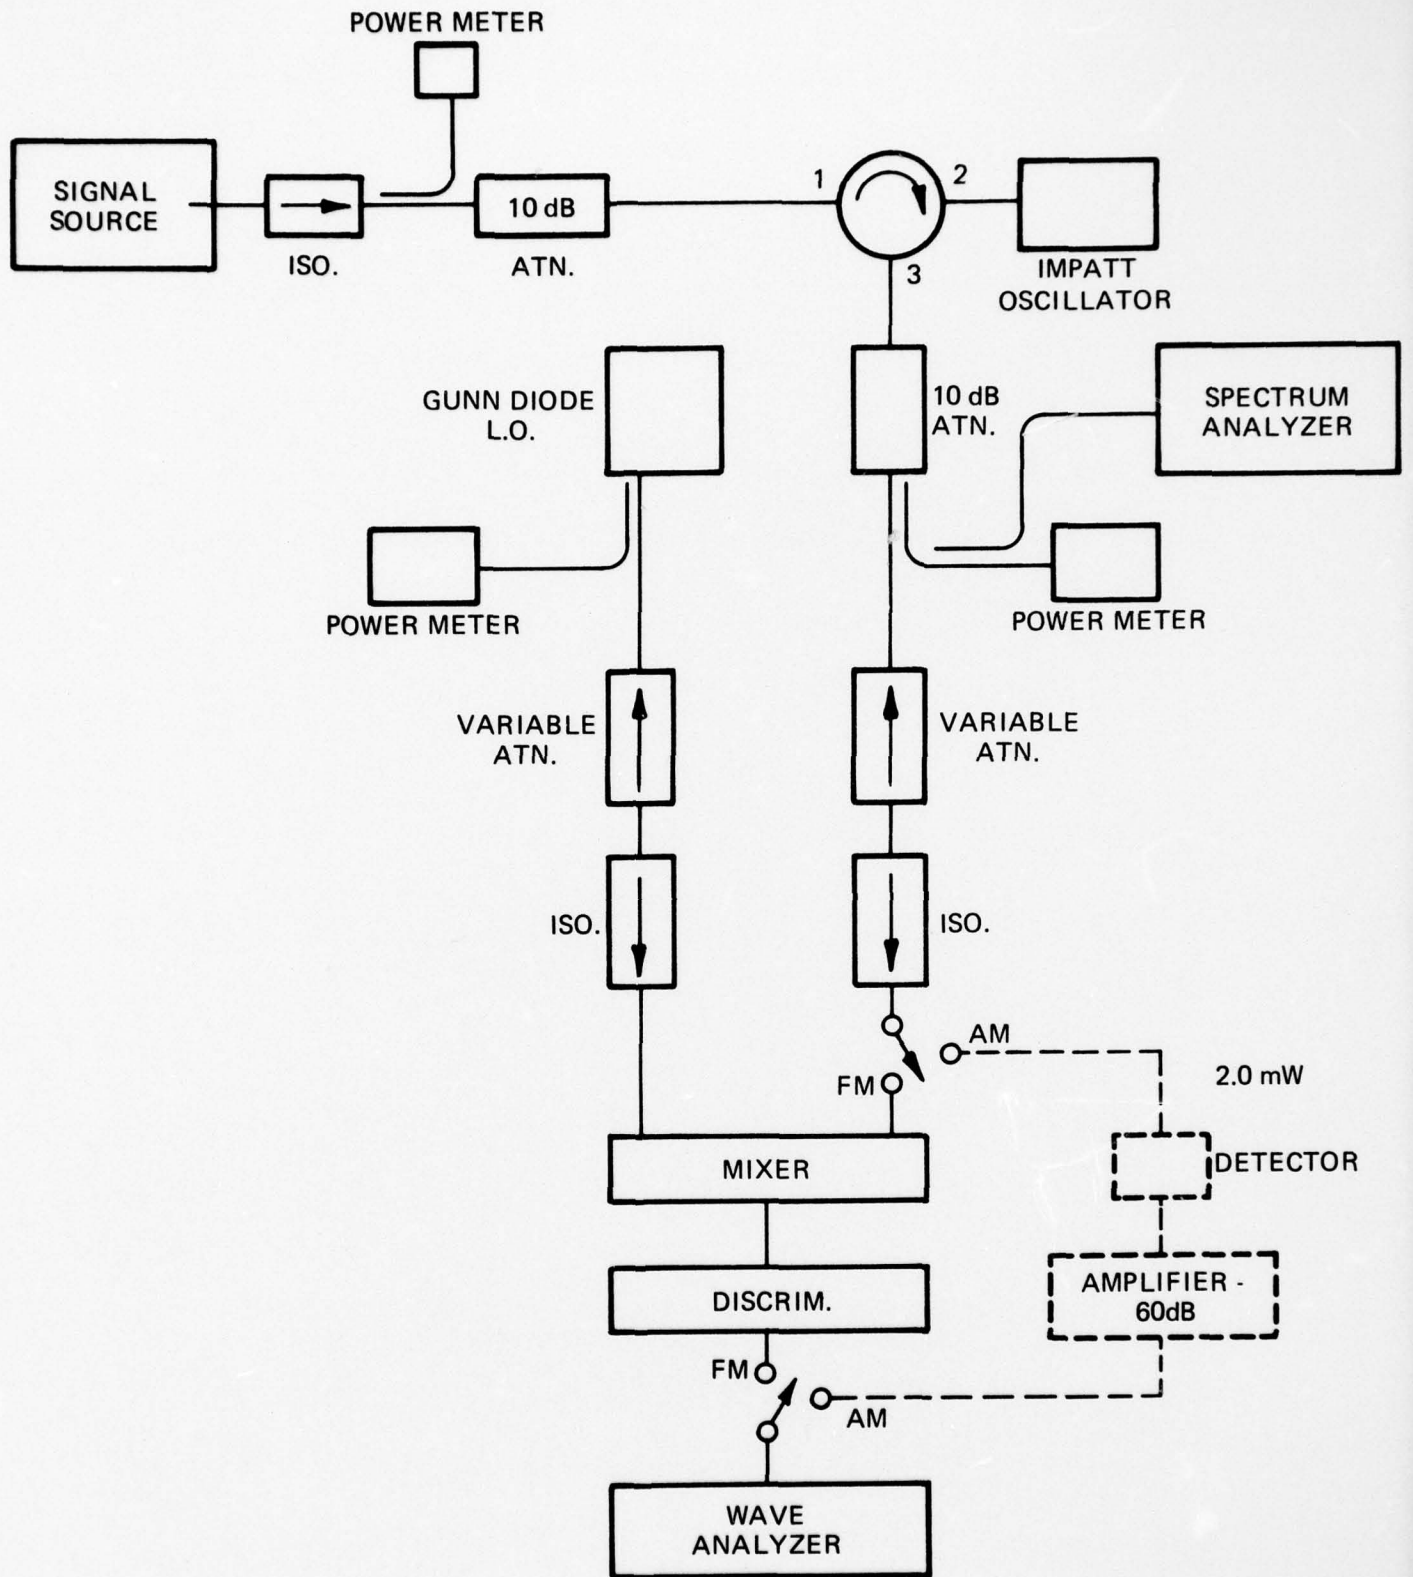 POWER METER
SIGNAL
SOURCE
ISO.
10 dB
ATN.
1
2
3
IMPATT
OSCILLATOR
GUNN DIODE
L.O.
10 dB
ATN.
SPECTRUM
ANALYZER
POWER METER
POWER METER
VARIABLE
ATN.
VARIABLE
ATN.
ISO.
ISO.
AM
FM
2.0 mW
MIXER
DETECTOR
DISCRIM.
AMPLIFIER -
60dB
FM
AM
WAVE
ANALYZER